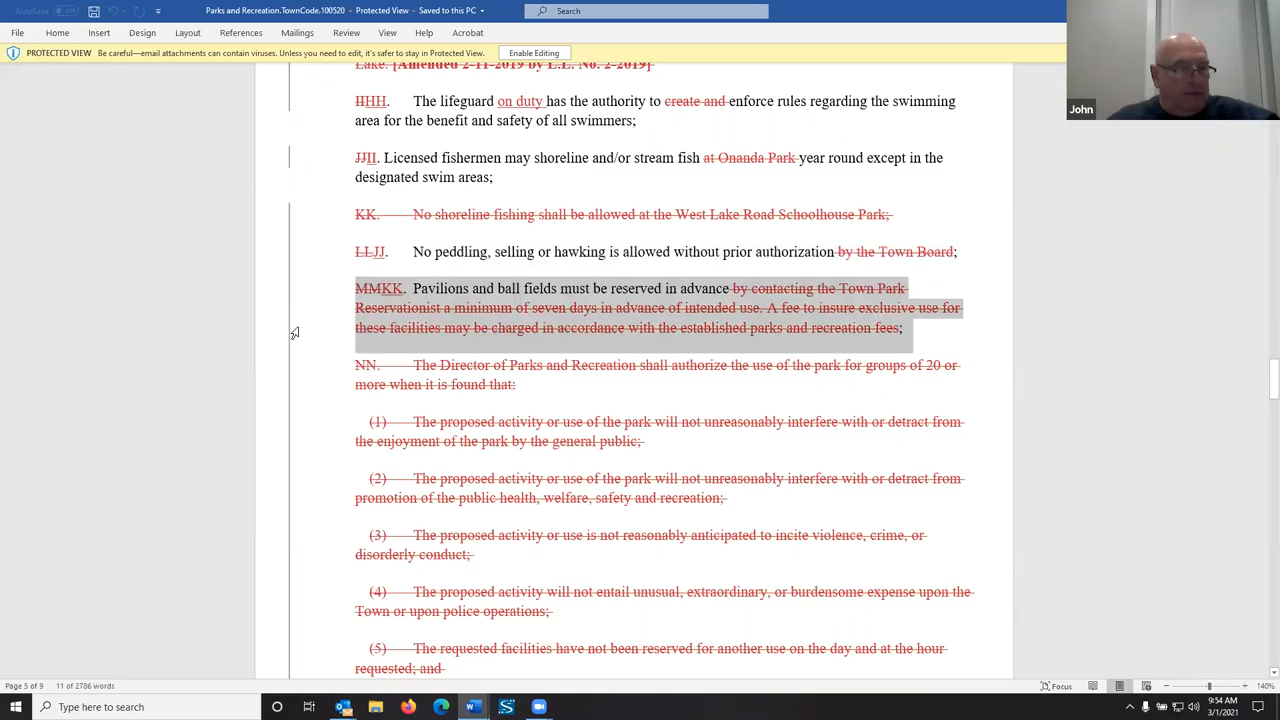 AutoSave Off Parks and Recreation.TownCode.100520 - Protected View - Saved to this PC Search
File Home Insert Design Layout References Mailings Review View Help Acrobat
PROTECTED VIEW Be careful—email attachments can contain viruses. Unless you need to edit, it's safer to stay in Protected View. Enable Editing
Lake. [Amended 2-11-2019 by L.L. No. 2-2019]
IIHH. The lifeguard on duty has the authority to create and enforce rules regarding the swimming
area for the benefit and safety of all swimmers;
JJII. Licensed fishermen may shoreline and/or stream fish at Onanda Park year round except in the
designated swim areas;
KK. No shoreline fishing shall be allowed at the West Lake Road Schoolhouse Park;
LLJJ. No peddling, selling or hawking is allowed without prior authorization by the Town Board;
MMKK. Pavilions and ball fields must be reserved in advance by contacting the Town Park
Reservationist a minimum of seven days in advance of intended use. A fee to insure exclusive use for
these facilities may be charged in accordance with the established parks and recreation fees;
NN. The Director of Parks and Recreation shall authorize the use of the park for groups of 20 or
more when it is found that:
(1) The proposed activity or use of the park will not unreasonably interfere with or detract from
the enjoyment of the park by the general public;
(2) The proposed activity or use of the park will not unreasonably interfere with or detract from
promotion of the public health, welfare, safety and recreation;
(3) The proposed activity or use is not reasonably anticipated to incite violence, crime, or
disorderly conduct;
(4) The proposed activity will not entail unusual, extraordinary, or burdensome expense upon the
Town or upon police operations;
(5) The requested facilities have not been reserved for another use on the day and at the hour
requested; and
John
Page 5 of 9 11 of 2786 words Focus 140%
Type here to search 9:54 AM
3/1/2021